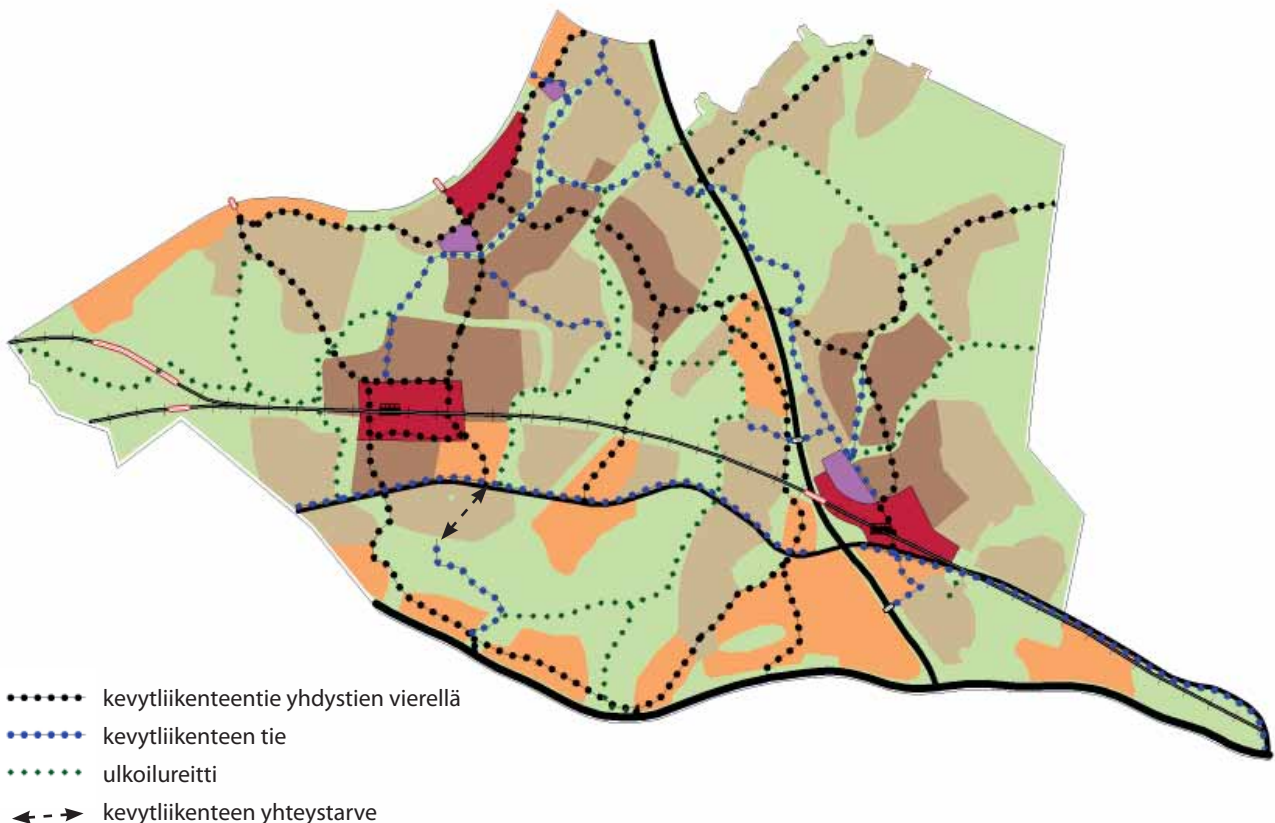 kevytliikenteentie yhdystien vierellä
kevytliikenteen tie
ulkoilureitti
kevytliikenteen yhteystarve